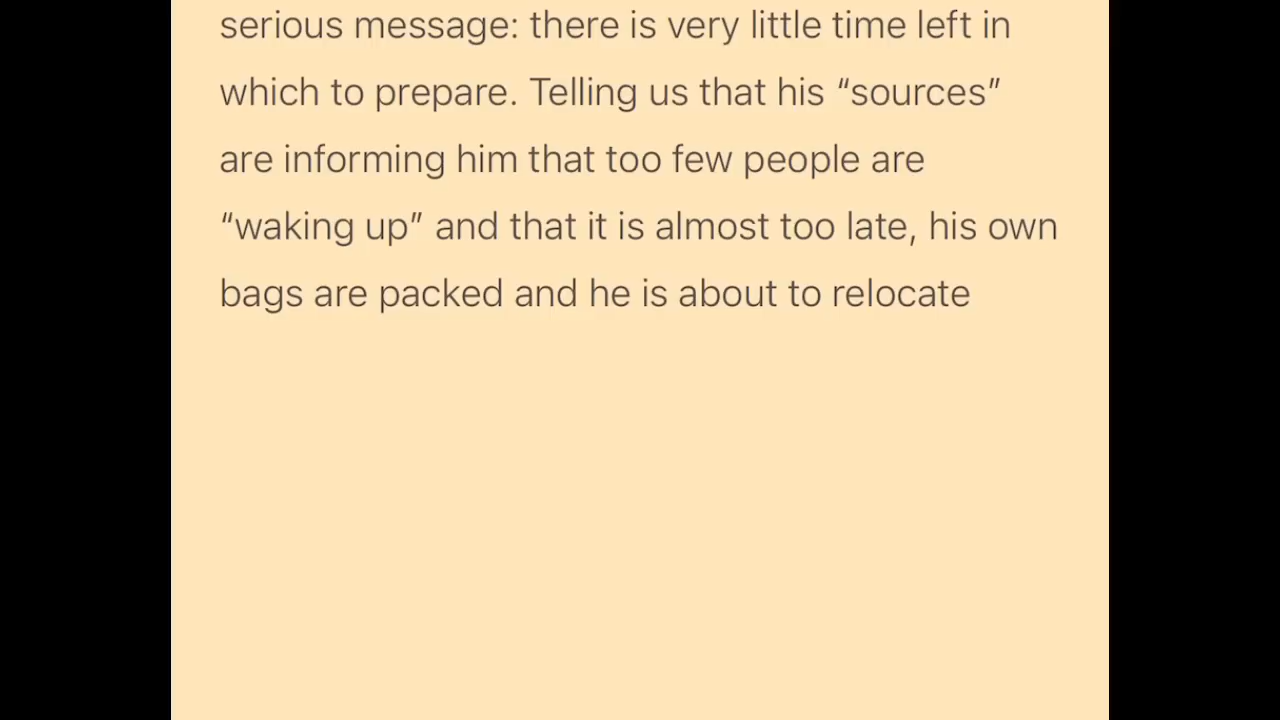 serious message: there is very little time left in
which to prepare. Telling us that his “sources”
are informing him that too few people are
“waking up” and that it is almost too late, his own
bags are packed and he is about to relocate